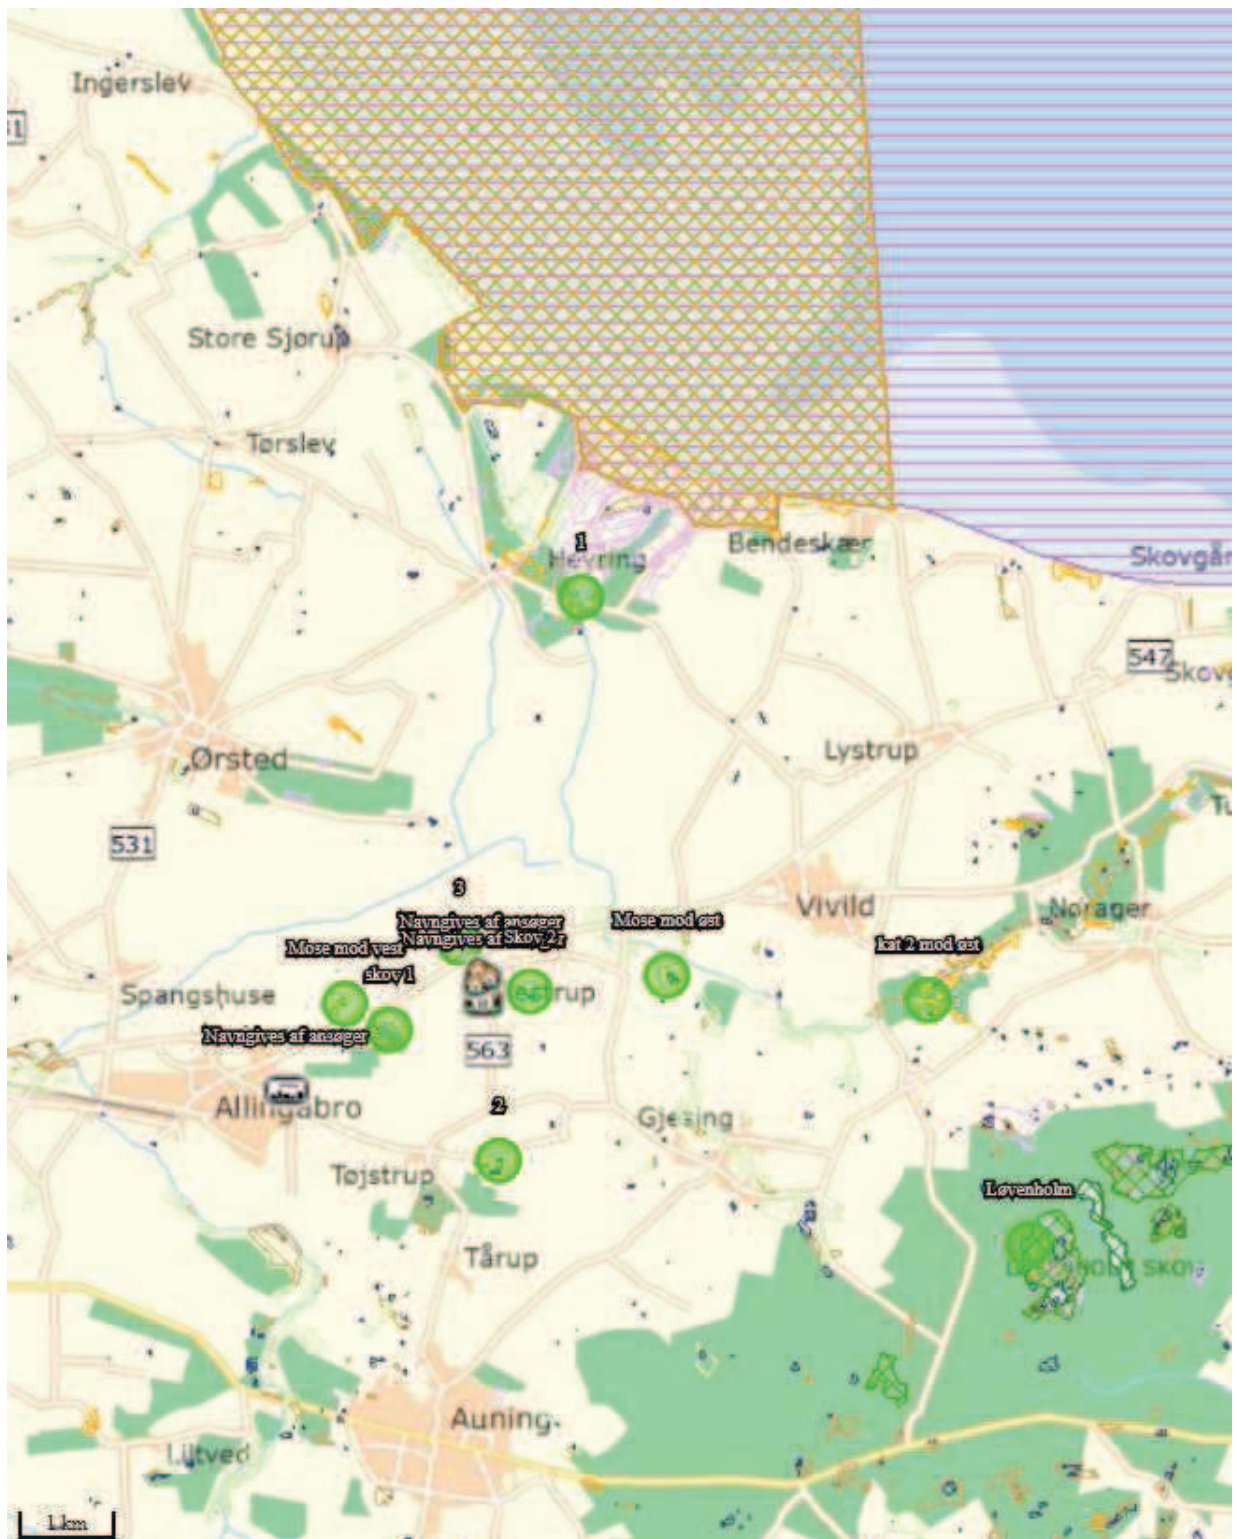 Ingerslev
Store Sjørup
Tørslev
1
Hevring
Bendeskær
547
Ørsted
Lystrup
531
3
Vivild
Nørager
Navngives af ansøger
Mose mod øst
Navngives af
Skov 2
Mose mod vest
kat 2 mod øst
skov 1
Spangshuse
estrup
Navngives af ansøger
563
Allingåbro
2
Gjesing
Tøjstrup
Løvenholm
Tårup
Auning
Liltved
1 km